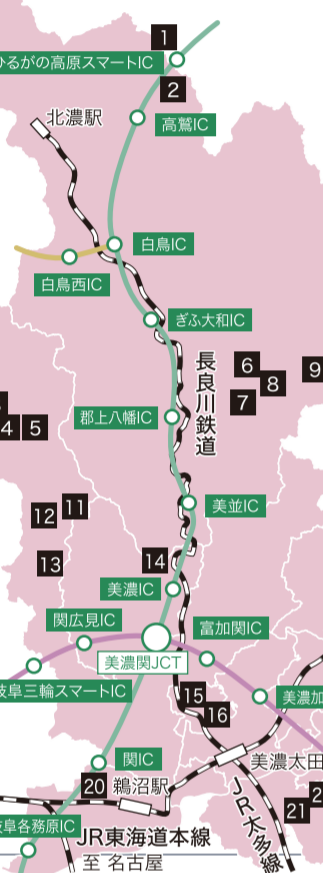 1
ひるがの高原スマートIC
2
北濃駅
高鷲IC
白鳥IC
白鳥西IC
ぎふ大和IC
長良川鉄道
6
8
9
7
4 5
郡上八幡IC
12 11
美並IC
13
14
美濃IC
関広見IC
富加関IC
美濃関JCT
岐阜三輪スマートIC
15
16
美濃加
関IC
美濃太田
20
鵜沼駅
2
21
岐阜各務原IC
JR東海道本線
JR太多線
至 名古屋